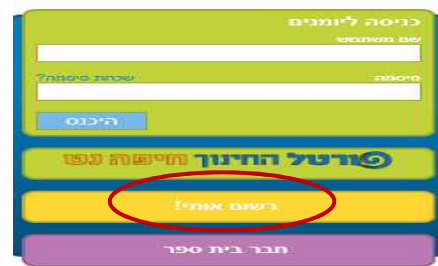 כניסה ליומנים
שם משתמש
סיסמה שכחת סיסמה?
היכנס
פורטל החינוך חיפה נט
רשום אותי!
חבר בית ספר